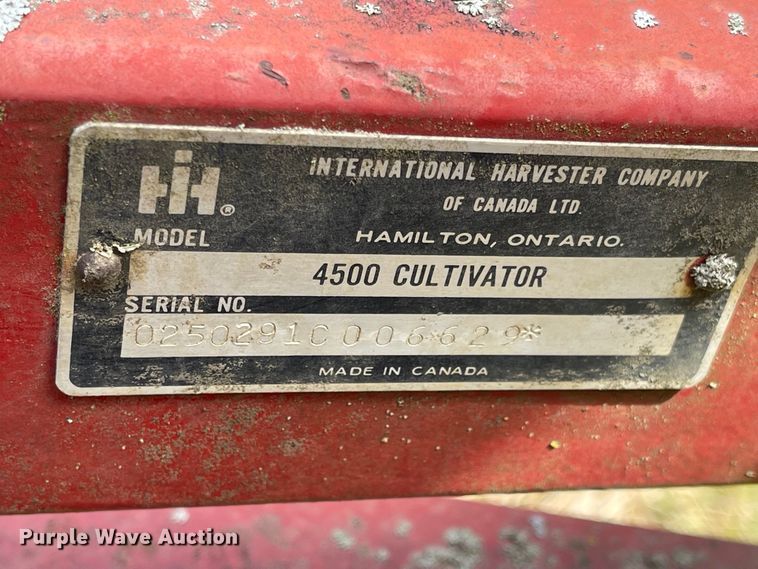 IH®
INTERNATIONAL HARVESTER COMPANY
OF CANADA LTD.
MODEL
HAMILTON, ONTARIO.
4500 CULTIVATOR
SERIAL NO.
0250291C006629*
MADE IN CANADA
Purple Wave Auction